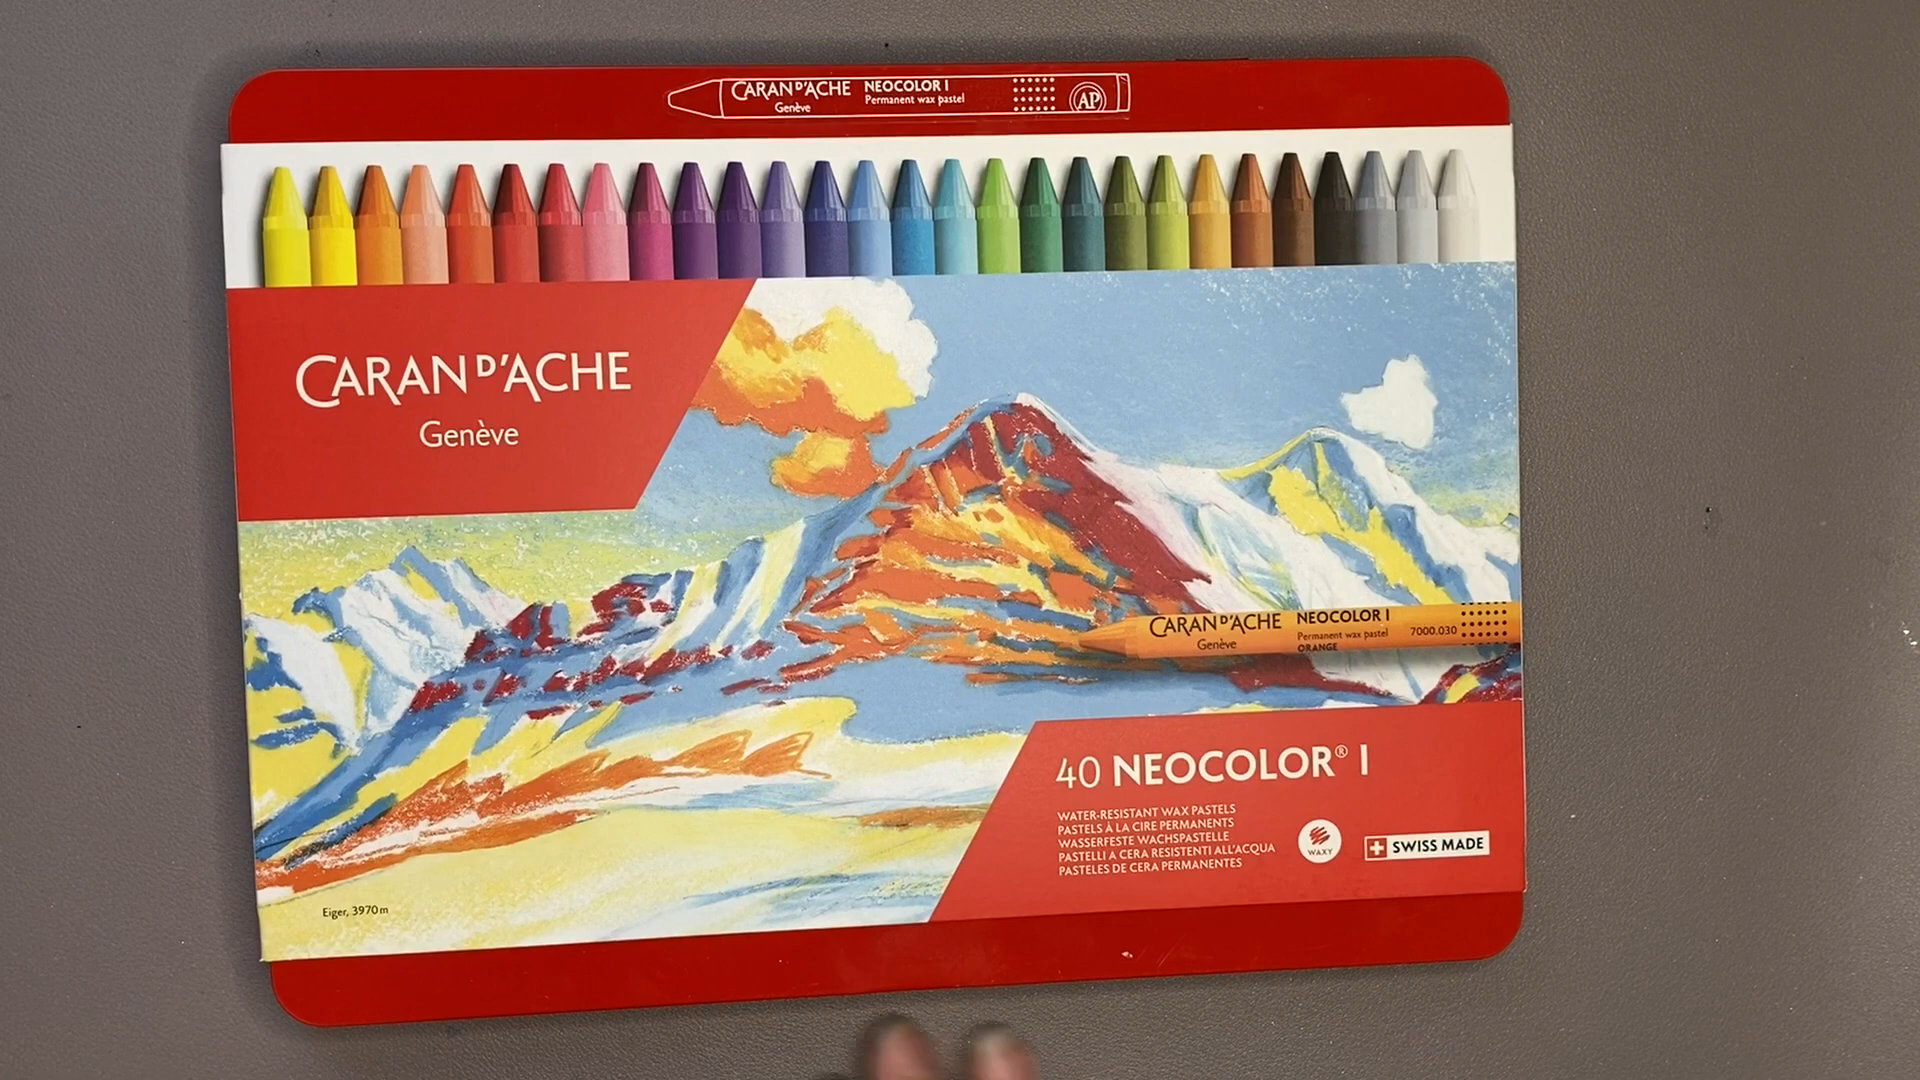 CARAN D'ACHE
Genève
NEOCOLOR I
Permanent wax pastel
AP
CARAN D'ACHE
Genève
CARAN D'ACHE
Genève
NEOCOLOR I
Permanent wax pastel 7000.030
ORANGE
40 NEOCOLOR® I
WATER-RESISTANT WAX PASTELS
PASTELS À LA CIRE PERMANENTS
WASSERFESTE WACHSPASTELLE
PASTELLI A CERA RESISTENTI ALL'ACQUA
PASTELES DE CERA PERMANENTES
WAXY
SWISS MADE
Eiger, 3970 m